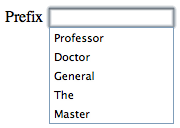 Prefix
Professor
Doctor
General
The
Master